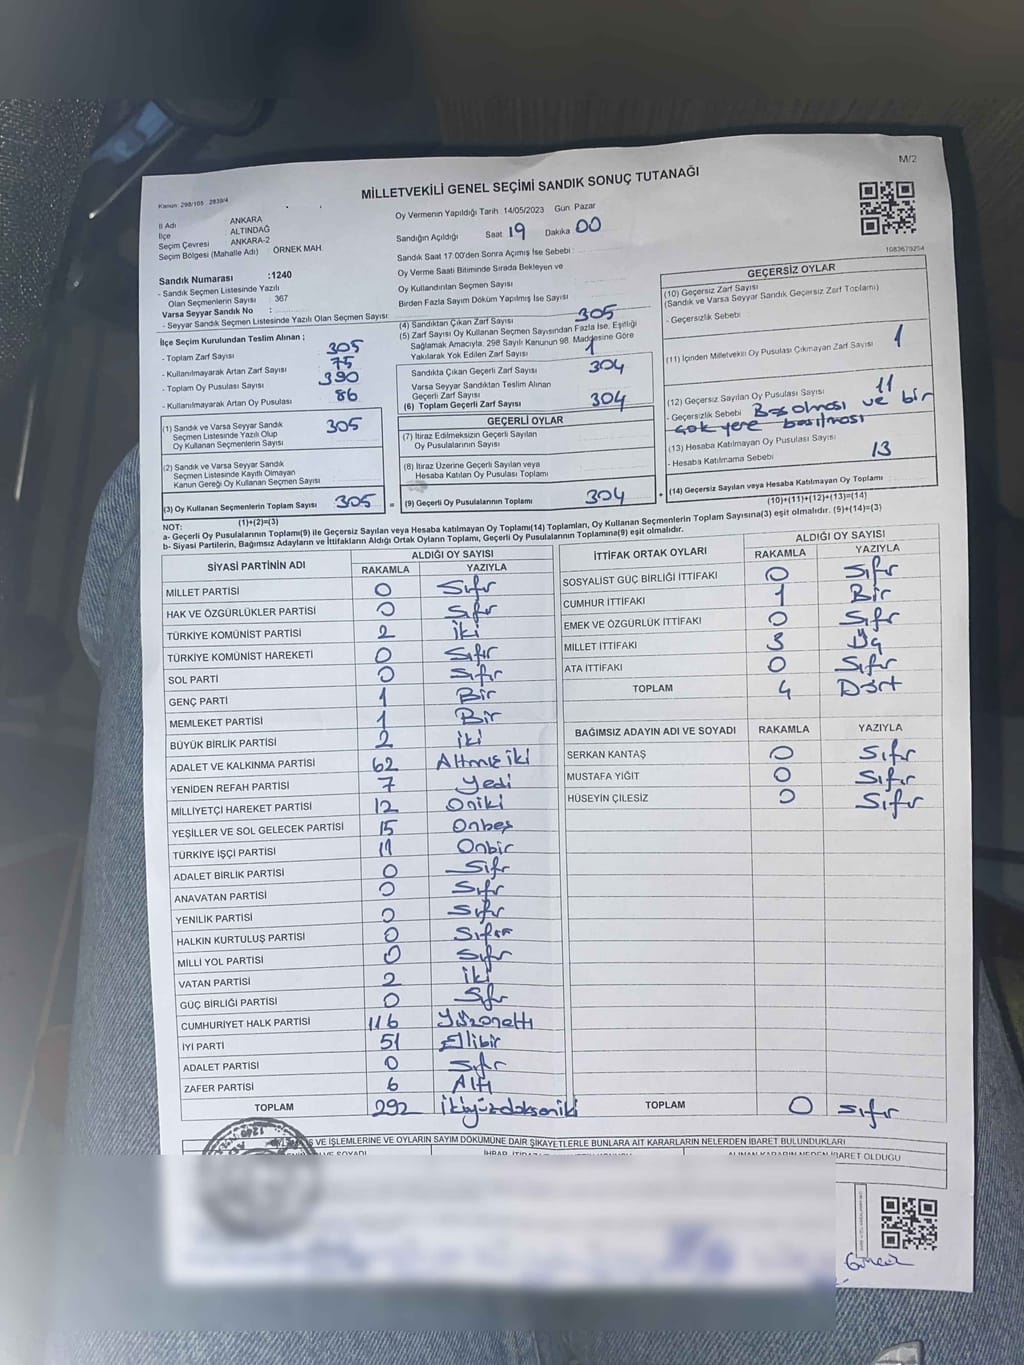 M/2
MİLLETVEKİLİ GENEL SEÇİMİ SANDIK SONUÇ TUTANAĞI
Kanun: 298/105 , 2839/4
İl Adı ANKARA
İlçe ALTINDAĞ
Seçim Çevresi ANKARA-2
Seçim Bölgesi (Mahalle Adı) ÖRNEK MAH.
Sandık Numarası :1240
- Sandık Seçmen Listesinde Yazılı
Olan Seçmenlerin Sayısı 367
Varsa Seyyar Sandık No :
- Seyyar Sandık Seçmen Listesinde Yazılı Olan Seçmen Sayısı:
Oy Vermenin Yapıldığı Tarih 14/05/2023 Gün Pazar
Sandığın Açıldığı Saat 19 Dakika 00
Sandık Saat 17.00'den Sonra Açılmış İse Sebebi :
Oy Verme Saati Bitiminde Sırada Bekleyen ve
Oy Kullandırılan Seçmen Sayısı
Birden Fazla Sayım Döküm Yapılmış İse Sayısı
1083679254
İlçe Seçim Kurulundan Teslim Alınan ;
- Toplam Zarf Sayısı 305
- Kullanılmayarak Artan Zarf Sayısı 75
- Toplam Oy Pusulası Sayısı 390
- Kullanılmayarak Artan Oy Pusulası 86
(1) Sandık ve Varsa Seyyar Sandık
Seçmen Listesinde Yazılı Olup
Oy Kullanan Seçmenlerin Sayısı 305
(2) Sandık ve Varsa Seyyar Sandık
Seçmen Listesinde Kayıtlı Olmayan
Kanun Gereği Oy Kullanan Seçmen Sayısı
(3) Oy Kullanan Seçmenlerin Toplam Sayısı 305
(1)+(2)=(3)
(4) Sandıktan Çıkan Zarf Sayısı 305
(5) Zarf Sayısı Oy Kullanan Seçmen Sayısından Fazla İse, Eşitliği
Sağlamak Amacıyla, 298 Sayılı Kanunun 98. Maddesine Göre
Yakılarak Yok Edilen Zarf Sayısı 1
Sandıkta Çıkan Geçerli Zarf Sayısı 304
Varsa Seyyar Sandıktan Teslim Alınan
Geçerli Zarf Sayısı
(6) Toplam Geçerli Zarf Sayısı 304
GEÇERLİ OYLAR
(7) İtiraz Edilmeksizin Geçerli Sayılan
Oy Pusulalarının Sayısı
(8) İtiraz Üzerine Geçerli Sayılan veya
Hesaba Katılan Oy Pusulası Toplamı
= (9) Geçerli Oy Pusulalarının Toplamı 304 +
GEÇERSİZ OYLAR
(10) Geçersiz Zarf Sayısı
(Sandık ve Varsa Seyyar Sandık Geçersiz Zarf Toplamı)
- Geçersizlik Sebebi
(11) İçinden Milletvekili Oy Pusulası Çıkmayan Zarf Sayısı 1
(12) Geçersiz Sayılan Oy Pusulası Sayısı 11
- Geçersizlik Sebebi Boş olması ve bir
çok yere basılması
(13) Hesaba Katılmayan Oy Pusulası Sayısı
- Hesaba Katılmama Sebebi 13
(14) Geçersiz Sayılan veya Hesaba Katılmayan Oy Toplamı
(10)+(11)+(12)+(13)=(14)
NOT:
a- Geçerli Oy Pusulalarının Toplamı(9) ile Geçersiz Sayılan veya Hesaba katılmayan Oy Toplamı(14) Toplamları, Oy Kullanan Seçmenlerin Toplam Sayısına(3) eşit olmalıdır. (9)+(14)=(3)
b- Siyasi Partilerin, Bağımsız Adayların ve İttifakların Aldığı Ortak Oyların Toplamı, Geçerli Oy Pusulalarının Toplamına(9) eşit olmalıdır.
SİYASİ PARTİNİN ADI ALDIĞI OY SAYISI
RAKAMLA YAZIYLA
MİLLET PARTİSİ 0 Sıfır
HAK VE ÖZGÜRLÜKLER PARTİSİ 0 Sıfır
TÜRKİYE KOMÜNİST PARTİSİ 2 İki
TÜRKİYE KOMÜNİST HAREKETİ 0 Sıfır
SOL PARTİ 0 Sıfır
GENÇ PARTİ 1 Bir
MEMLEKET PARTİSİ 1 Bir
BÜYÜK BİRLİK PARTİSİ 2 İki
ADALET VE KALKINMA PARTİSİ 62 Altmış iki
YENİDEN REFAH PARTİSİ 7 Yedi
MİLLİYETÇİ HAREKET PARTİSİ 12 Oniki
YEŞİLLER VE SOL GELECEK PARTİSİ 15 Onbeş
TÜRKİYE İŞÇİ PARTİSİ 11 Onbir
ADALET BİRLİK PARTİSİ 0 Sıfır
ANAVATAN PARTİSİ 0 Sıfır
YENİLİK PARTİSİ 0 Sıfır
HALKIN KURTULUŞ PARTİSİ 0 Sıfır
MİLLİ YOL PARTİSİ 0 Sıfır
VATAN PARTİSİ 2 İki
GÜÇ BİRLİĞİ PARTİSİ 0 Sıfır
CUMHURİYET HALK PARTİSİ 116 Yüzonaltı
İYİ PARTİ 51 Ellibir
ADALET PARTİSİ 0 Sıfır
ZAFER PARTİSİ 6 Altı
TOPLAM 292 İkiyüzdoksaniki
İTTİFAK ORTAK OYLARI ALDIĞI OY SAYISI
RAKAMLA YAZIYLA
SOSYALİST GÜÇ BİRLİĞİ İTTİFAKI 0 Sıfır
CUMHUR İTTİFAKI 1 Bir
EMEK VE ÖZGÜRLÜK İTTİFAKI 0 Sıfır
MİLLET İTTİFAKI 3 Üç
ATA İTTİFAKI 0 Sıfır
TOPLAM 4 Dört
BAĞIMSIZ ADAYIN ADI VE SOYADI RAKAMLA YAZIYLA
SERKAN KANTAŞ 0 Sıfır
MUSTAFA YİĞİT 0 Sıfır
HÜSEYİN ÇİLESİZ 0 Sıfır
TOPLAM 0 Sıfır
VE İŞLEMLERİNE VE OYLARIN SAYIM DÖKÜMÜNE DAİR ŞİKAYETLERLE BUNLARA AİT KARARLARIN NELERDEN İBARET BULUNDUKLARI